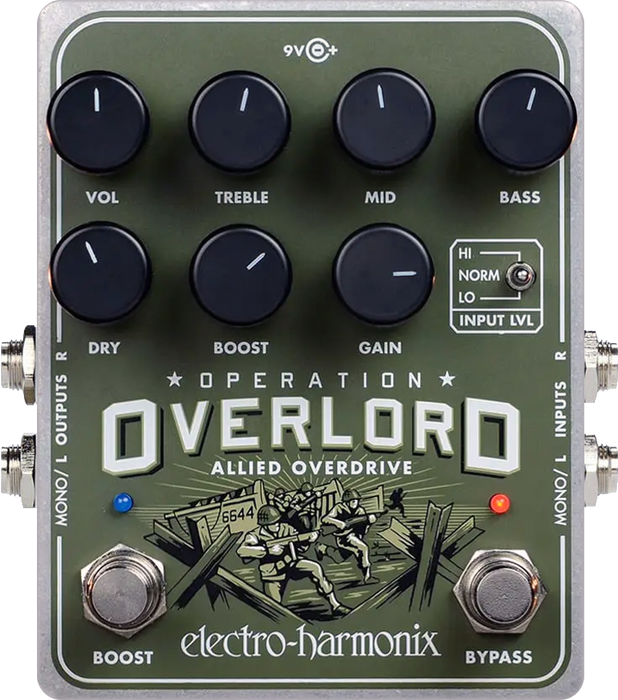 9V - +
VOL TREBLE MID BASS
DRY BOOST GAIN
HI
NORM
LO
INPUT LVL
MONO/ L OUTPUTS R
MONO/ L INPUTS R
★ OPERATION ★
OVERLORD
ALLIED OVERDRIVE
6644
electro-harmonix
BOOST BYPASS